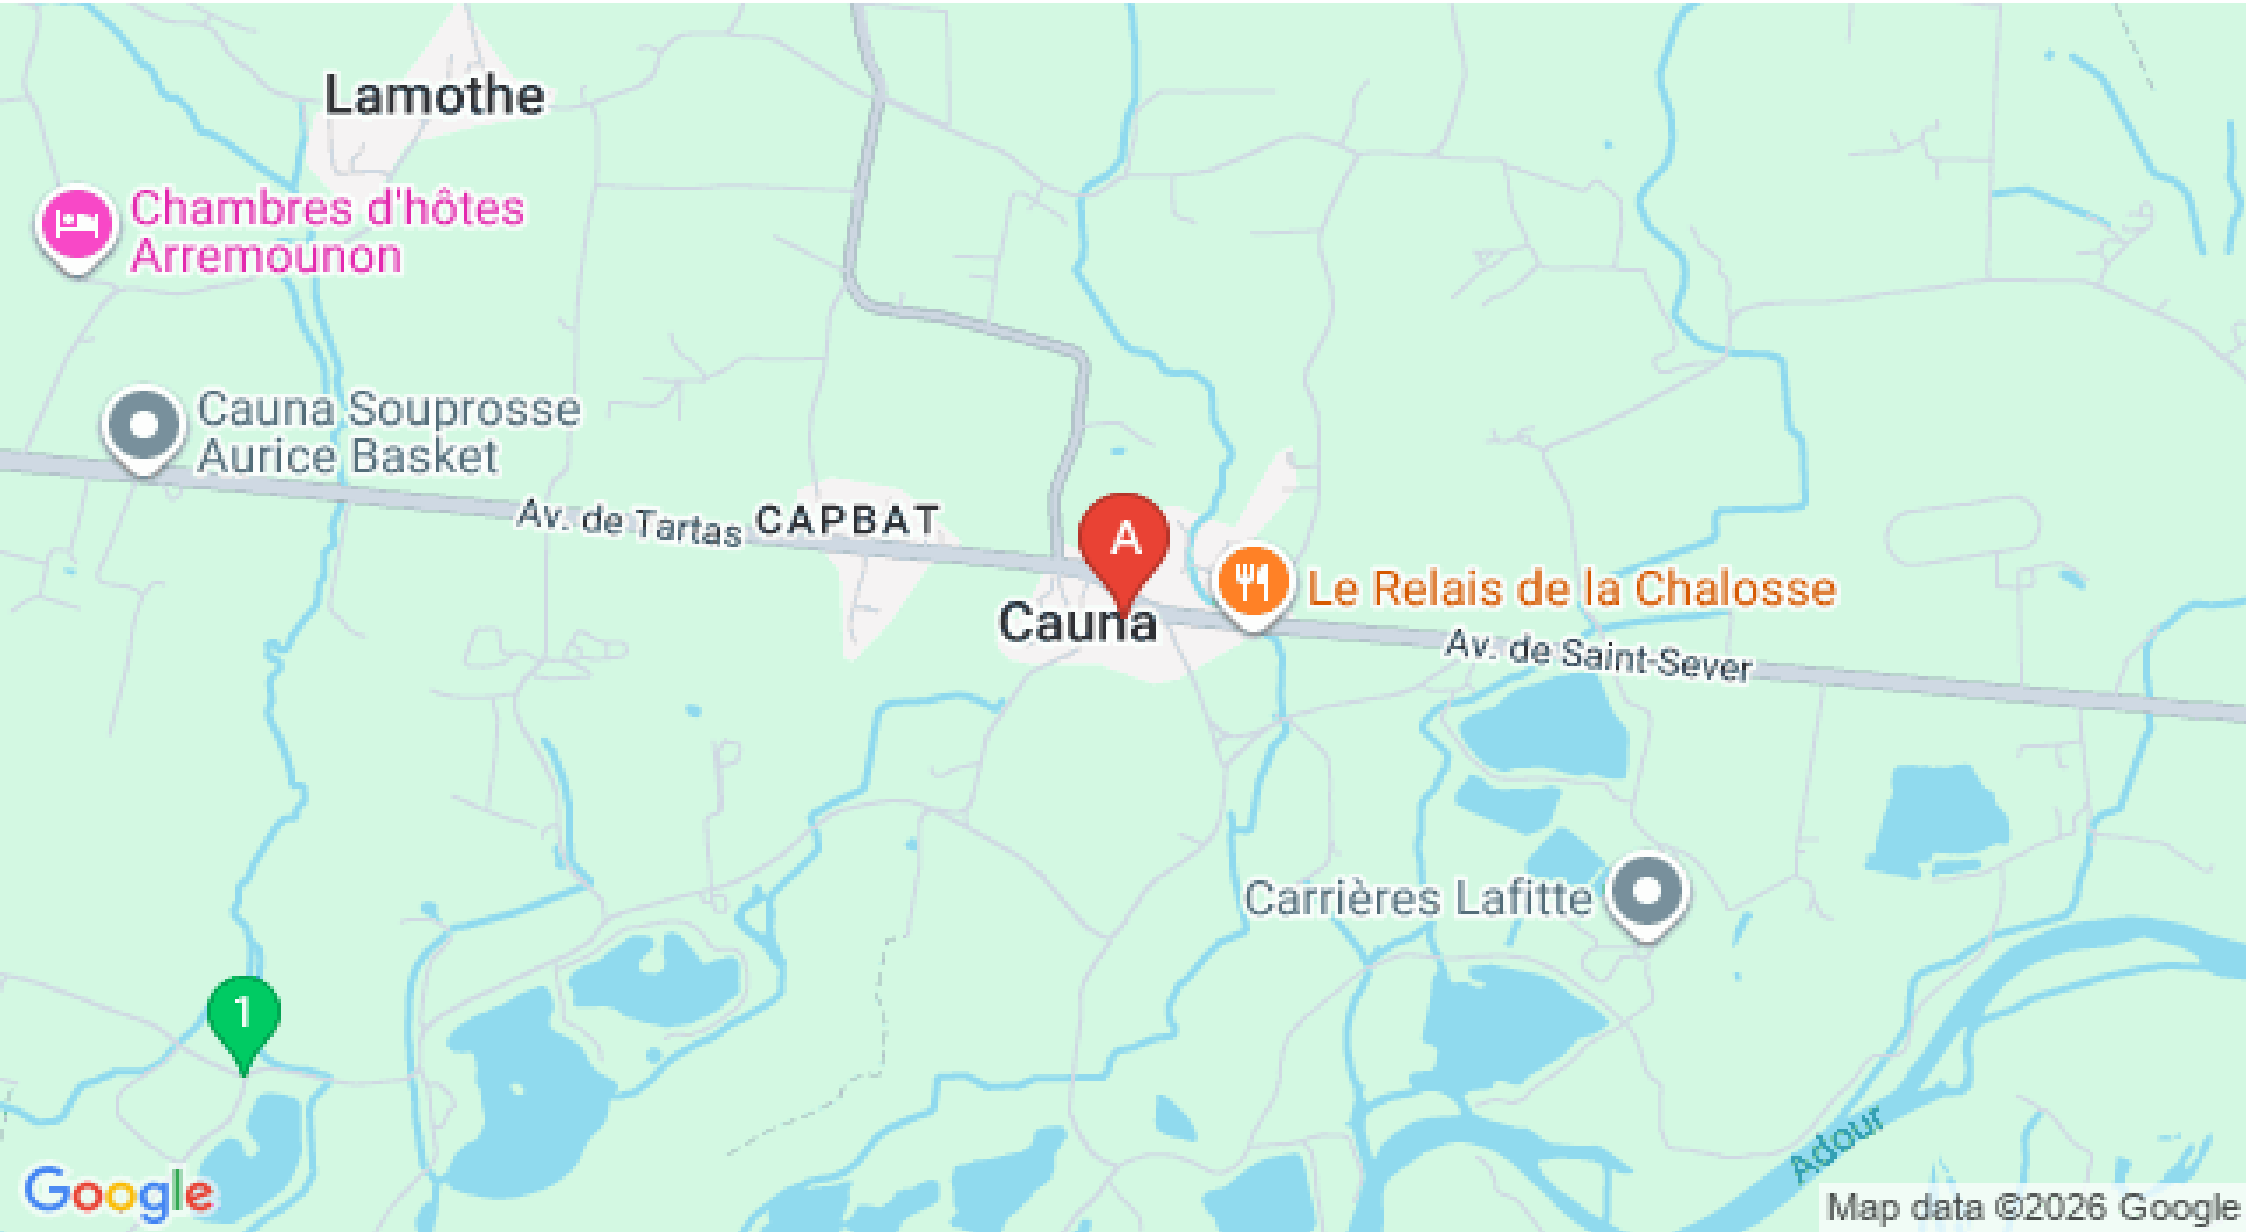 Lamothe
Chambres d'hôtes
Arremounon
Cauna Souprosse
Aurice Basket
Av. de Tartas
CAPBAT
A
Cauna
Le Relais de la Chalosse
Av. de Saint-Sever
Carrières Lafitte
1
Adour
Google
Map data ©2026 Google